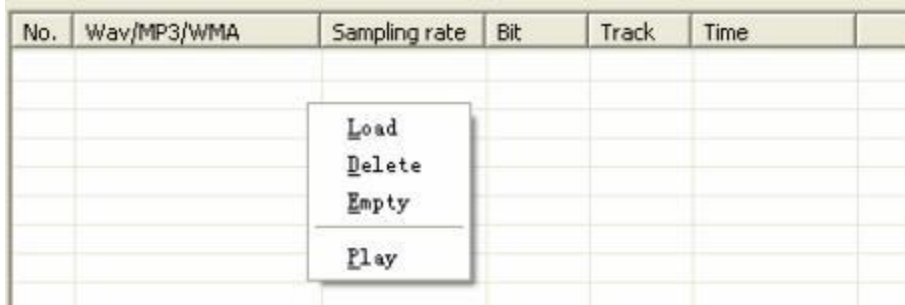 No. Wav/MP3/WMA Sampling rate Bit Track Time
Load
Delete
Empty
Play